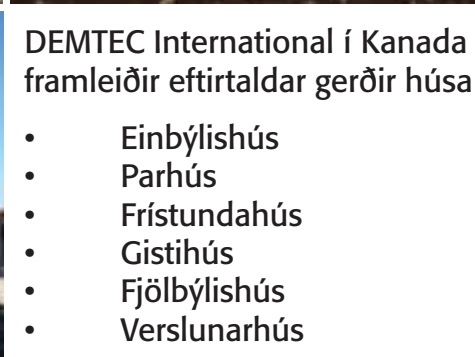 DEMTEC International í Kanada
framleiðir eftirtaldar gerðir húsa
• Einbýlishús
• Parhús
• Frístundahús
• Gistihús
• Fjölbýlishús
• Verslunarhús